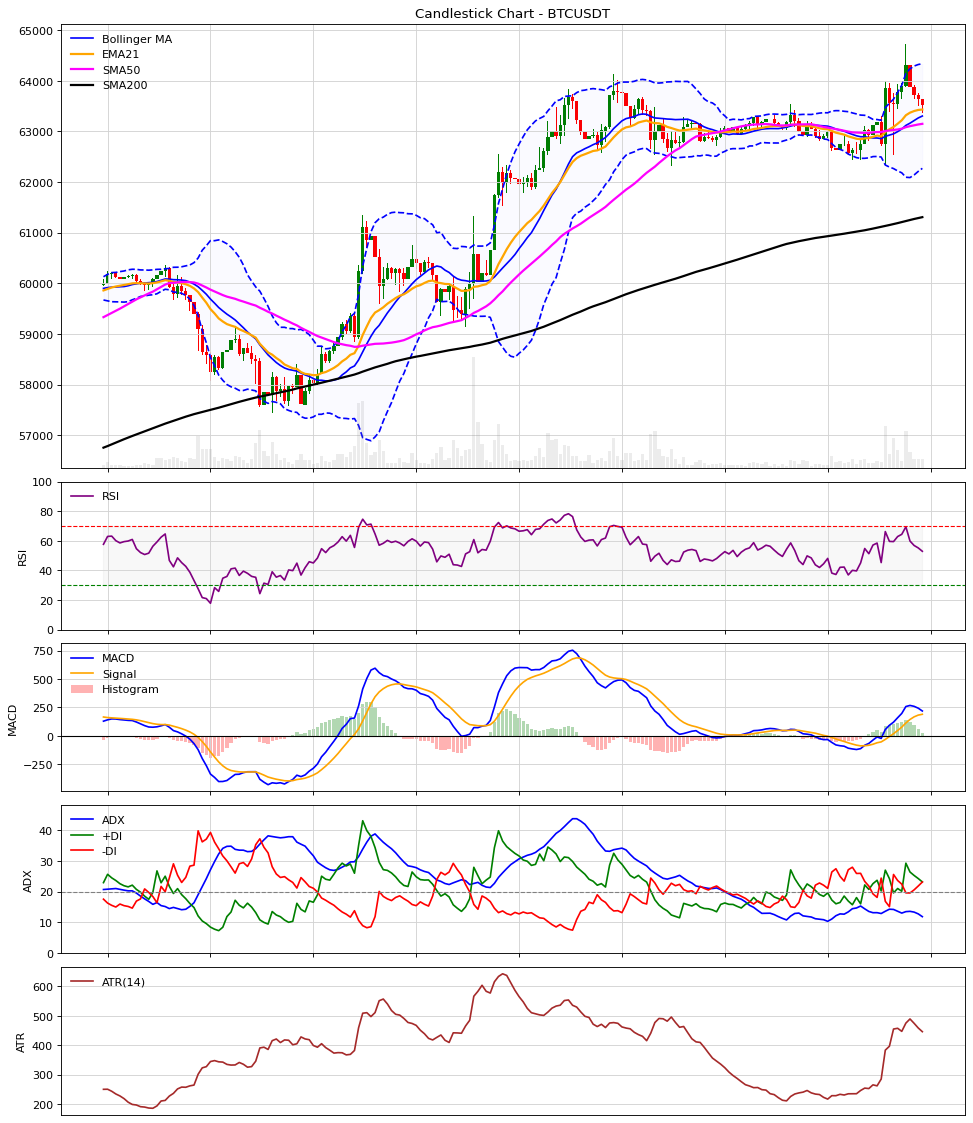 Candlestick Chart - BTCUSDT
65000
64000
63000
62000
61000
60000
59000
58000
57000
Bollinger MA
EMA21
SMA50
SMA200
100
80
60
40
20
0
RSI
RSI
750
500
250
0
−250
MACD
MACD
Signal
Histogram
40
30
20
10
0
ADX
ADX
+DI
-DI
600
500
400
300
200
ATR
ATR(14)